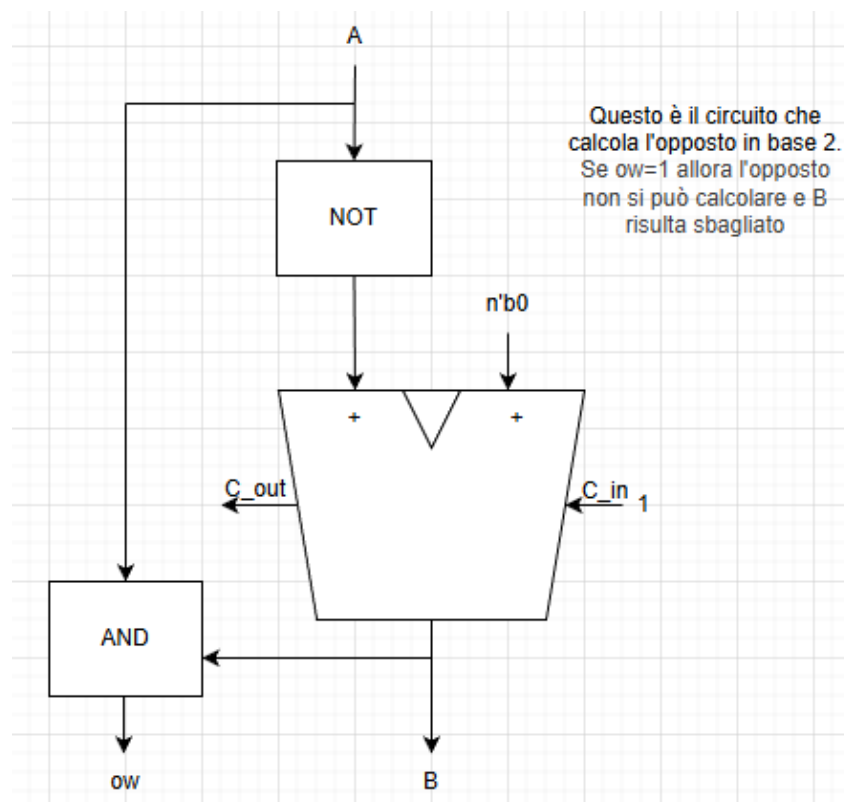 A
Questo è il circuito che
calcola l'opposto in base 2.
Se ow=1 allora l'opposto
non si può calcolare e B
risulta sbagliato
NOT
n'b0
+ +
C_out
C_in 1
AND
ow
B